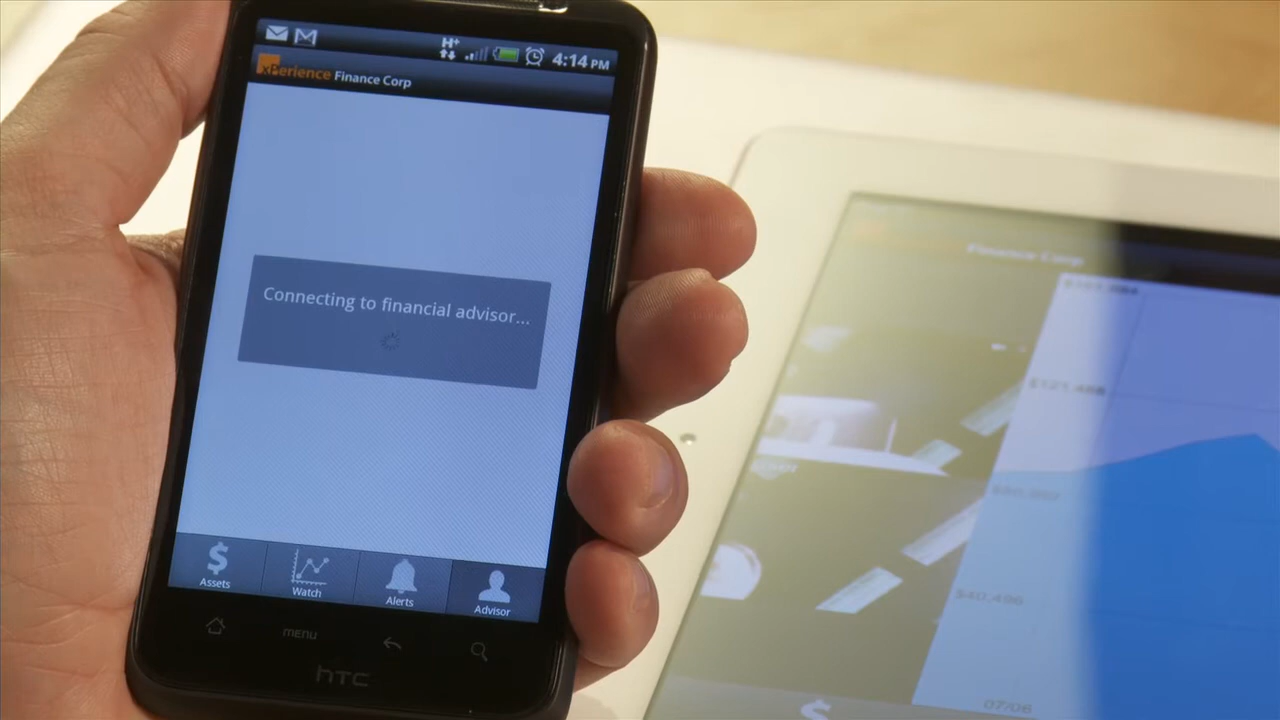 H+
4:14 PM
xPerience Finance Corp
Connecting to financial advisor...
Assets
Watch
Alerts
Advisor
menu
hTC
Finance Corp
$121,488
$40,496
07/06